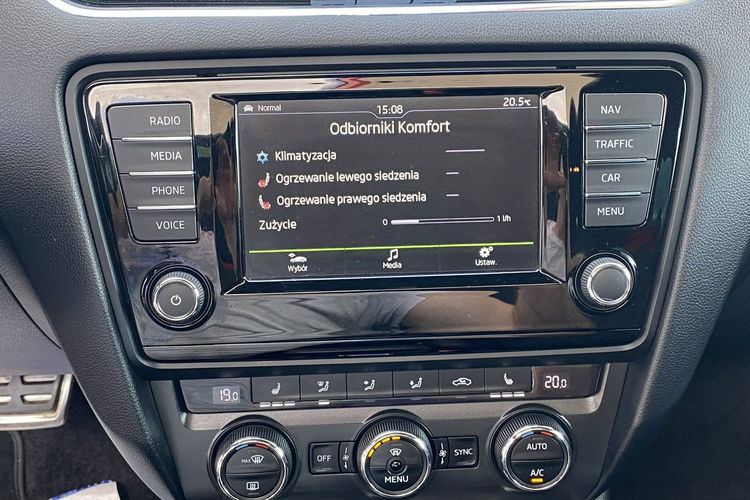 Normal 15:08 20.5°C
Odbiorniki Komfort
Klimatyzacja
Ogrzewanie lewego siedzenia
Ogrzewanie prawego siedzenia
Zużycie 0 1 l/h
Wybór Media Ustaw.
RADIO
MEDIA
PHONE
VOICE
NAV
TRAFFIC
CAR
MENU
19.0 20.0
MAX OFF MENU SYNC AUTO
A/C